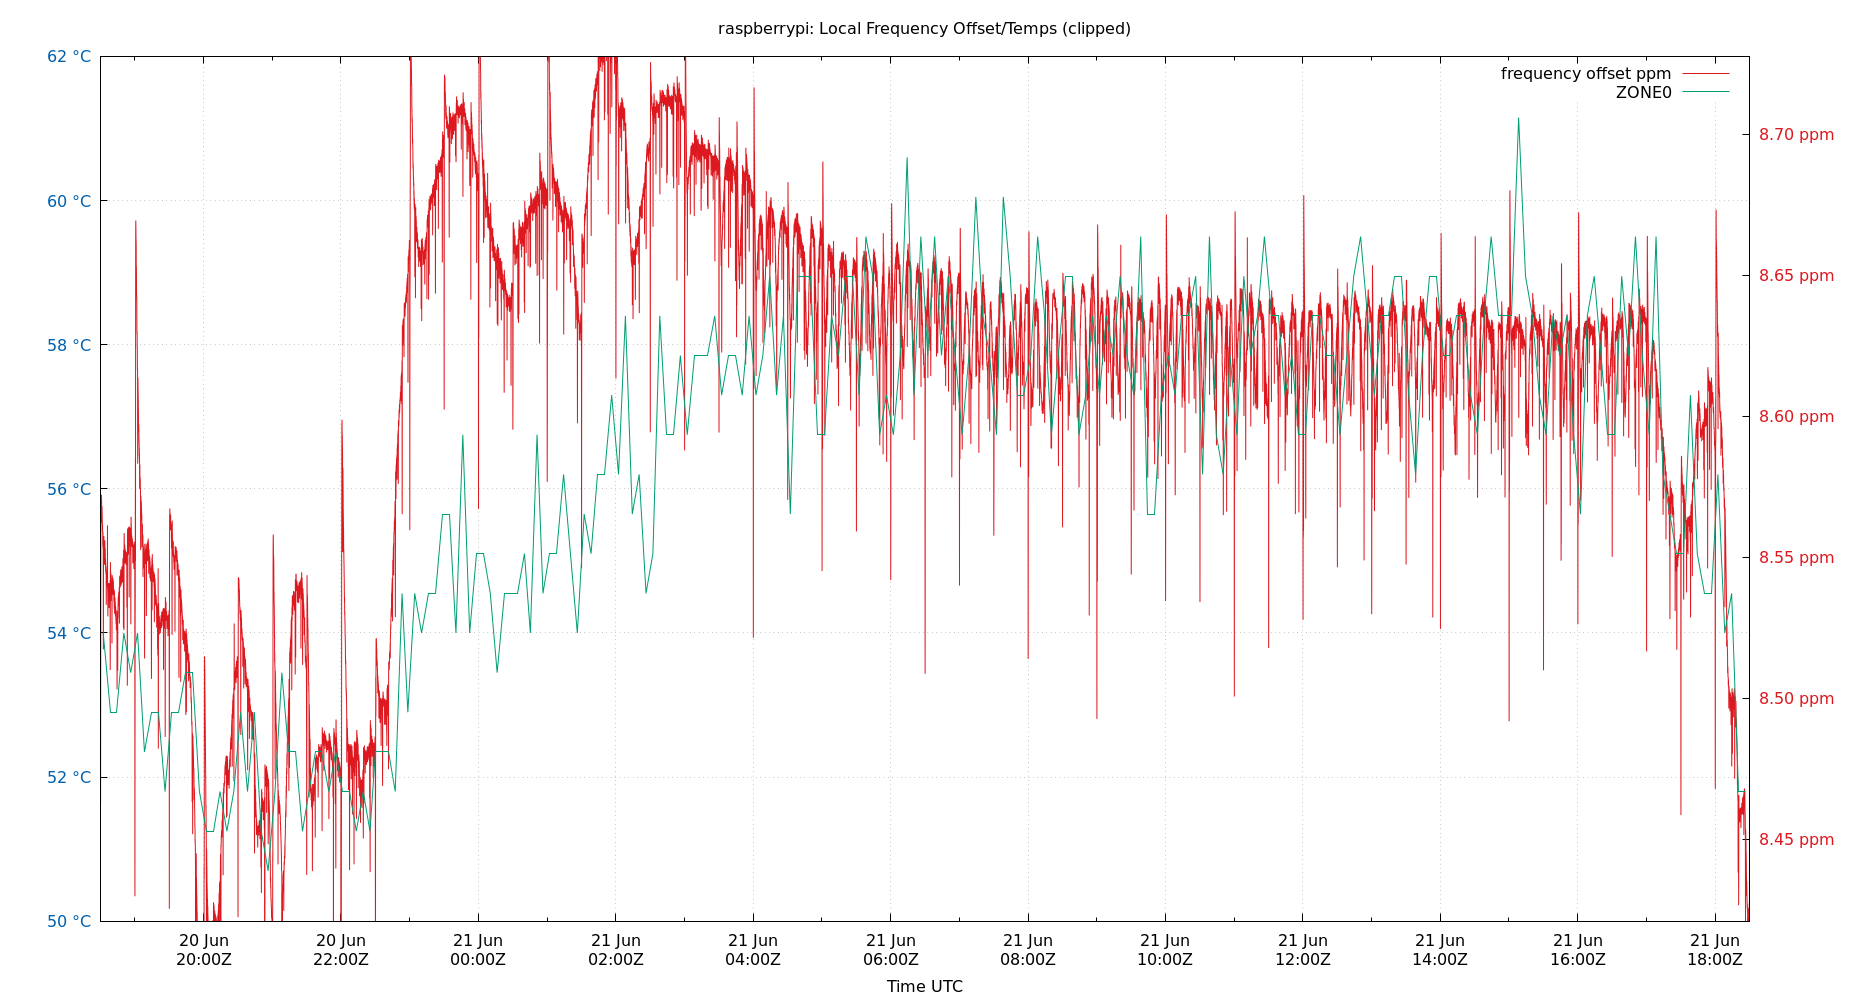 raspberrypi: Local Frequency Offset/Temps (clipped)
62 °C
frequency offset ppm
ZONE0
8.70 ppm
60 °C
8.65 ppm
58 °C
8.60 ppm
56 °C
8.55 ppm
54 °C
8.50 ppm
52 °C
8.45 ppm
50 °C
20 Jun 20 Jun 21 Jun 21 Jun 21 Jun 21 Jun 21 Jun 21 Jun 21 Jun 21 Jun 21 Jun 21 Jun
20:00Z 22:00Z 00:00Z 02:00Z 04:00Z 06:00Z 08:00Z 10:00Z 12:00Z 14:00Z 16:00Z 18:00Z
Time UTC